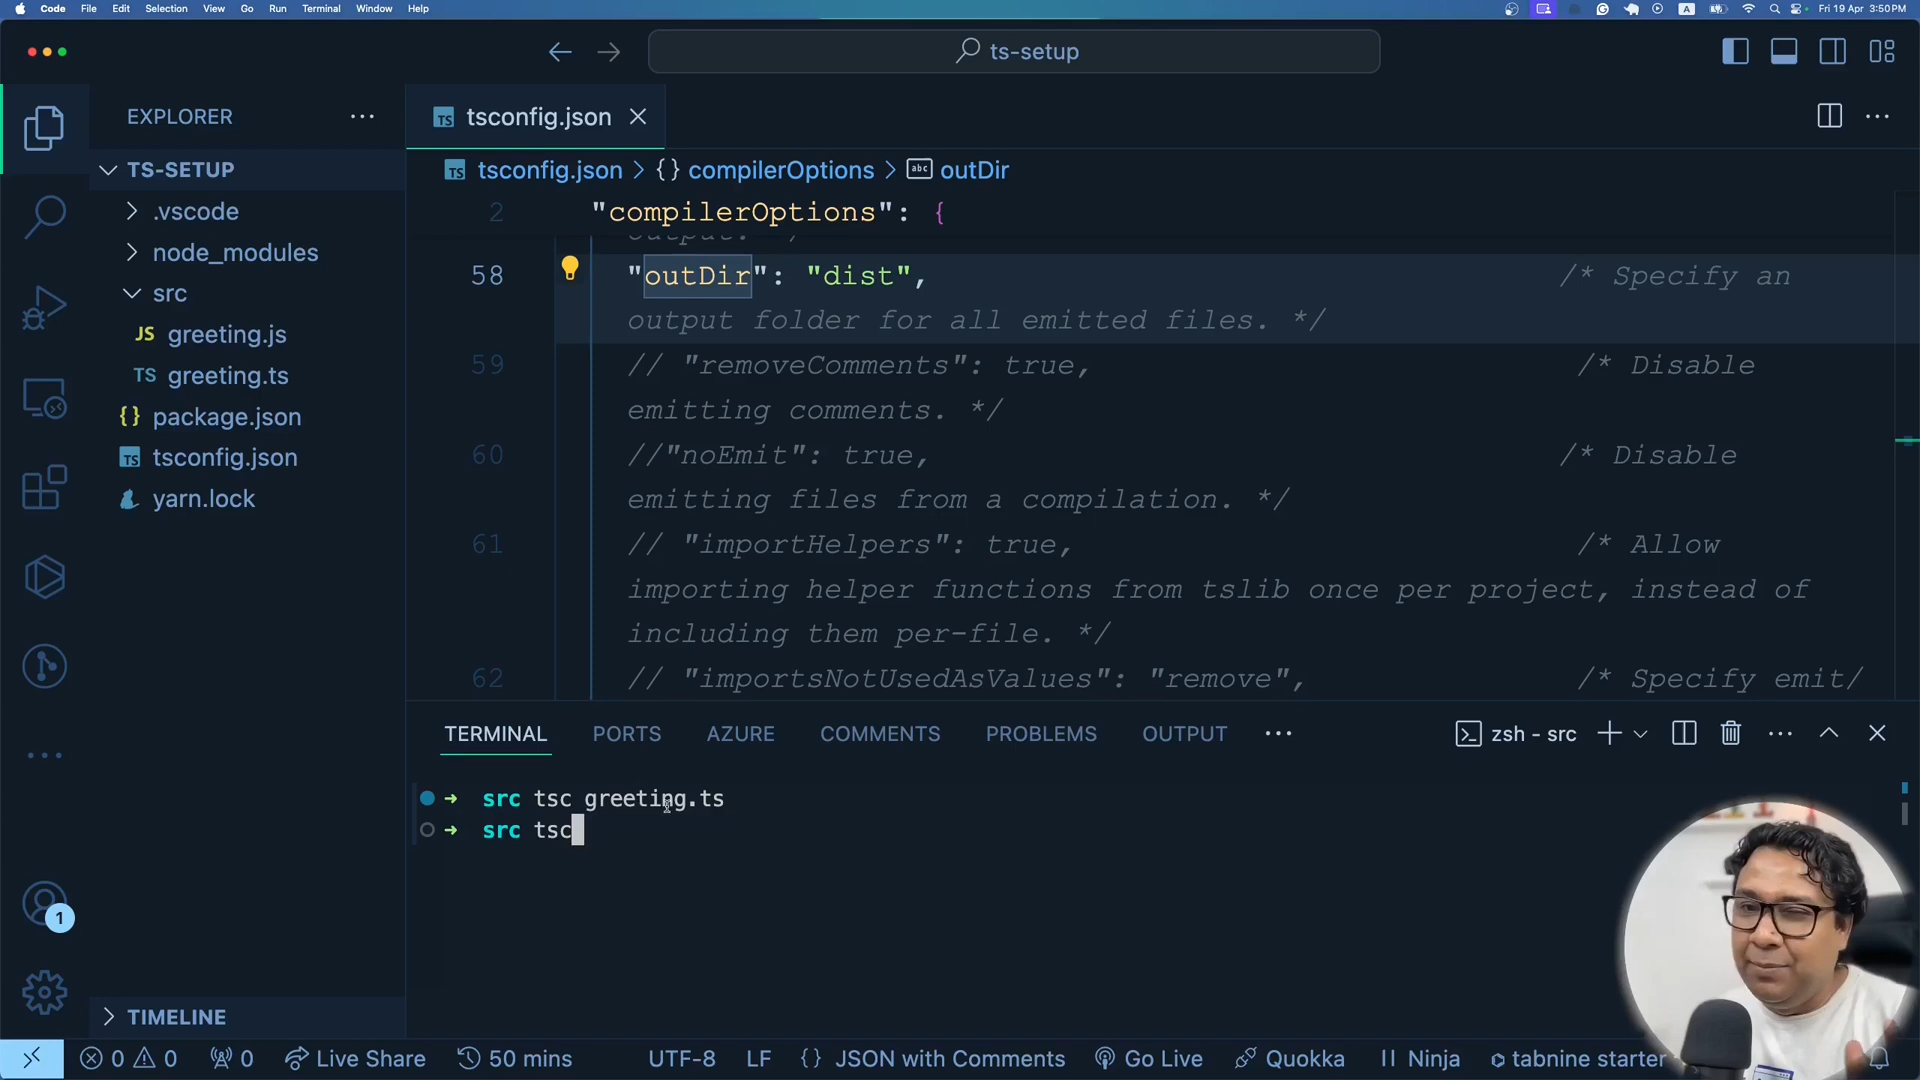 Code File Edit Selection View Go Run Terminal Window Help
A
Fri 19 Apr 3:50PM
ts-setup
EXPLORER
tsconfig.json
TS-SETUP
tsconfig.json > {} compilerOptions > abc outDir
.vscode
node_modules
src
JS greeting.js
TS greeting.ts
{} package.json
TS tsconfig.json
yarn.lock
2 "compilerOptions": {
output. */
58 "outDir": "dist", /* Specify an
output folder for all emitted files. */
59 // "removeComments": true, /* Disable
emitting comments. */
60 //"noEmit": true, /* Disable
emitting files from a compilation. */
61 // "importHelpers": true, /* Allow
importing helper functions from tslib once per project, instead of
including them per-file. */
62 // "importsNotUsedAsValues": "remove", /* Specify emit/
TERMINAL PORTS AZURE COMMENTS PROBLEMS OUTPUT
zsh - src
src tsc greeting.ts
src tsc
1
TIMELINE
0 0 0 Live Share 50 mins UTF-8 LF {} JSON with Comments Go Live Quokka Ninja tabnine starter